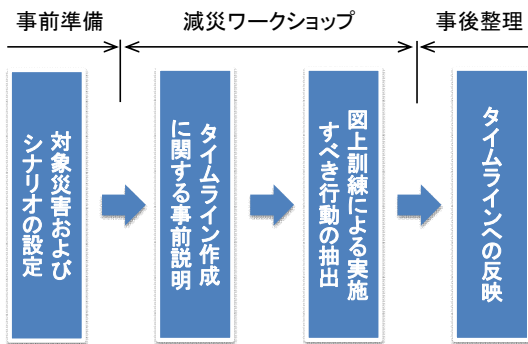 事前準備
減災ワークショップ
事後整理
対象災害および
シナリオの設定
タイムライン作成
に関する事前説明
図上訓練による実施
すべき行動の抽出
タイムラインへの反映